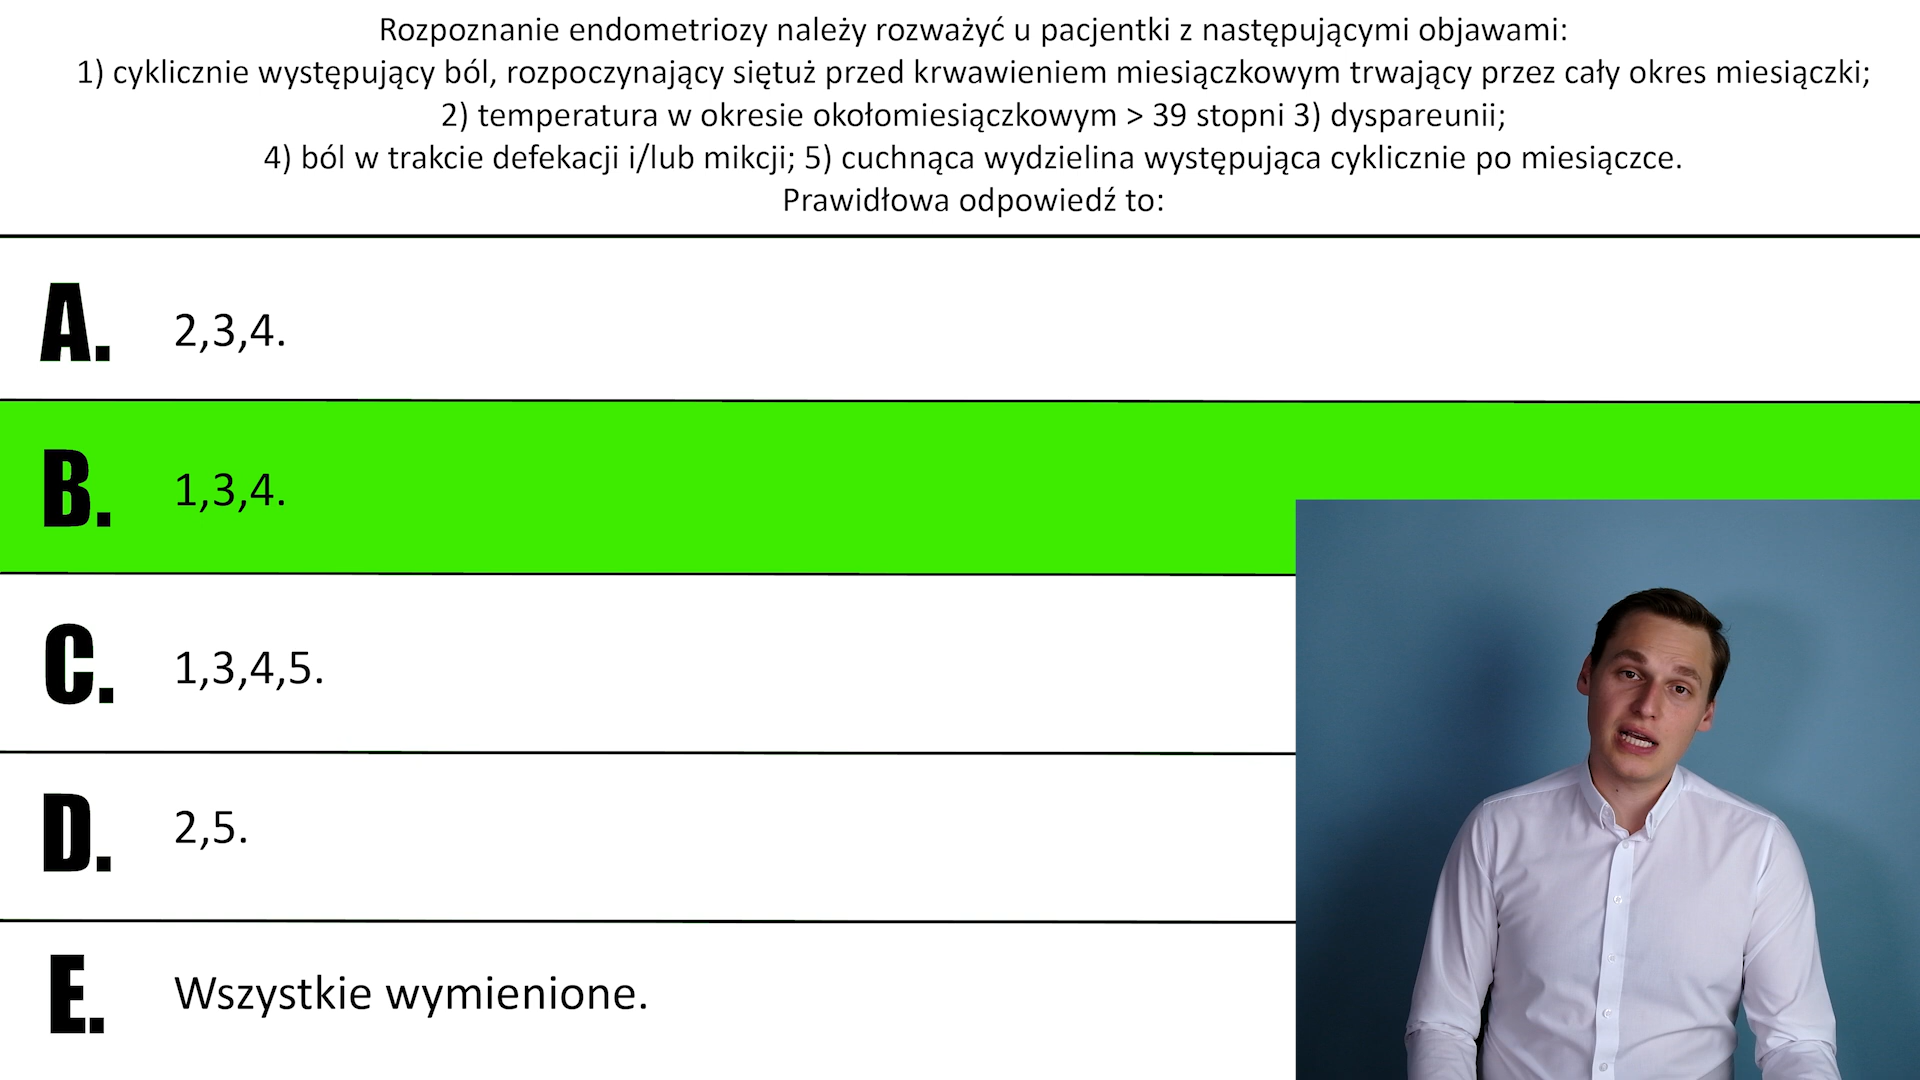 Rozpoznanie endometriozy należy rozważyć u pacjentki z następującymi objawami:
1) cyklicznie występujący ból, rozpoczynający siętuż przed krwawieniem miesiączkowym trwający przez cały okres miesiączki;
2) temperatura w okresie okołomiesiączkowym > 39 stopni 3) dyspareunii;
4) ból w trakcie defekacji i/lub mikcji; 5) cuchnąca wydzielina występująca cyklicznie po miesiączce.
Prawidłowa odpowiedź to:
A. 2,3,4.
B. 1,3,4.
C. 1,3,4,5.
D. 2,5.
E. Wszystkie wymienione.